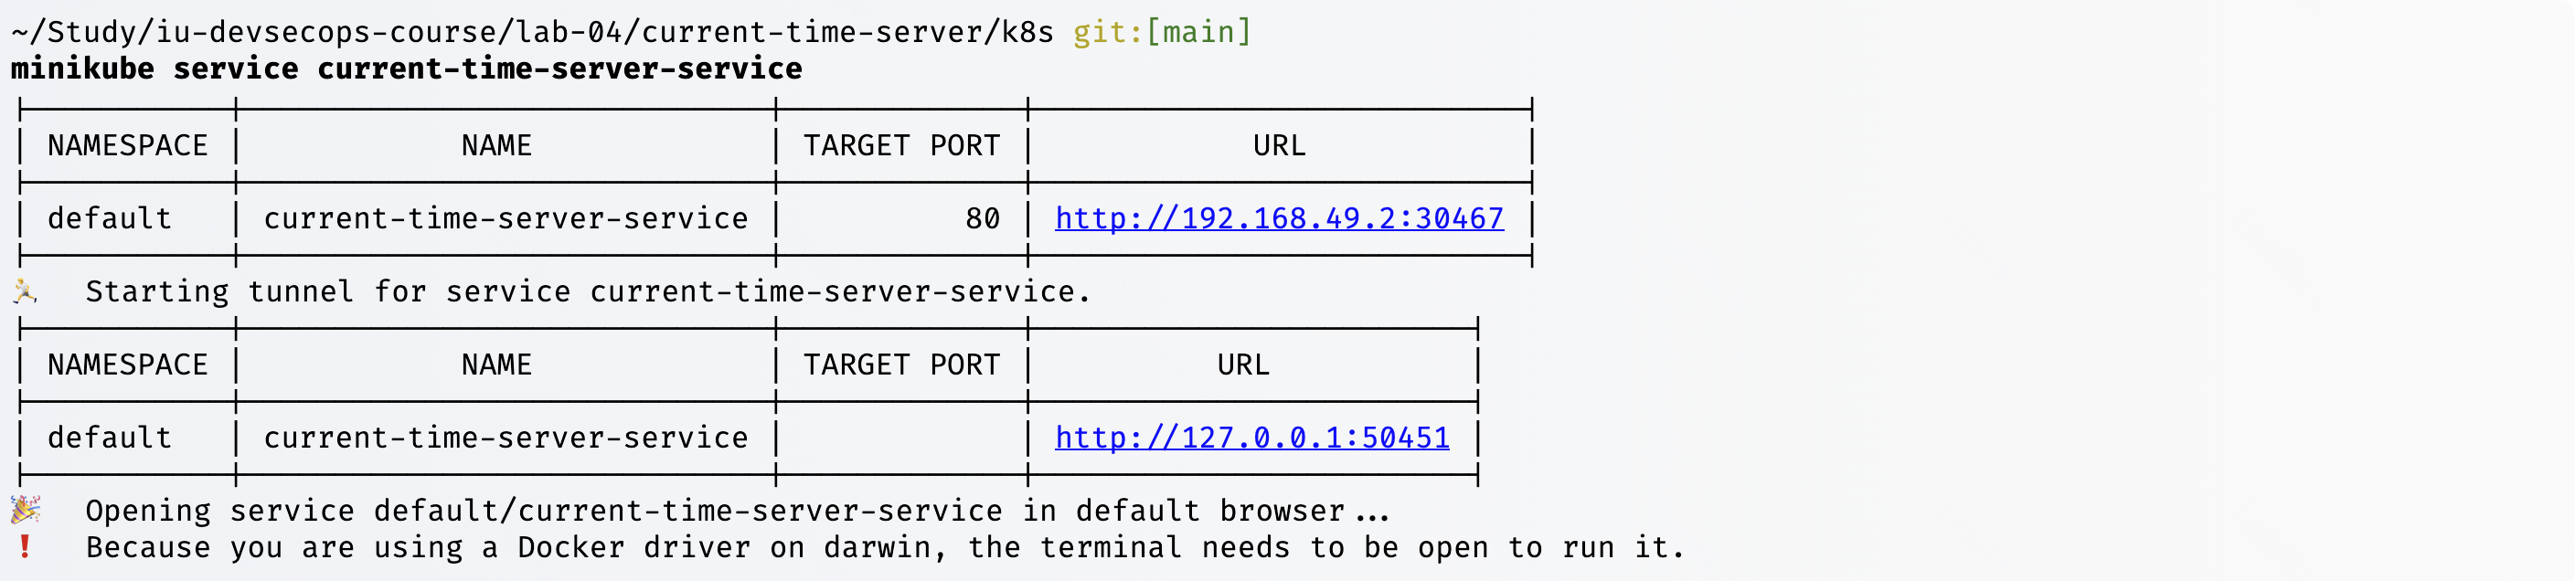 ~/Study/iu-devsecops-course/lab-04/current-time-server/k8s git:[main]
minikube service current-time-server-service
| NAMESPACE | NAME | TARGET PORT | URL |
| default | current-time-server-service | 80 | http://192.168.49.2:30467 |
🏃 Starting tunnel for service current-time-server-service.
| NAMESPACE | NAME | TARGET PORT | URL |
| default | current-time-server-service | | http://127.0.0.1:50451 |
🎉 Opening service default/current-time-server-service in default browser...
❗ Because you are using a Docker driver on darwin, the terminal needs to be open to run it.